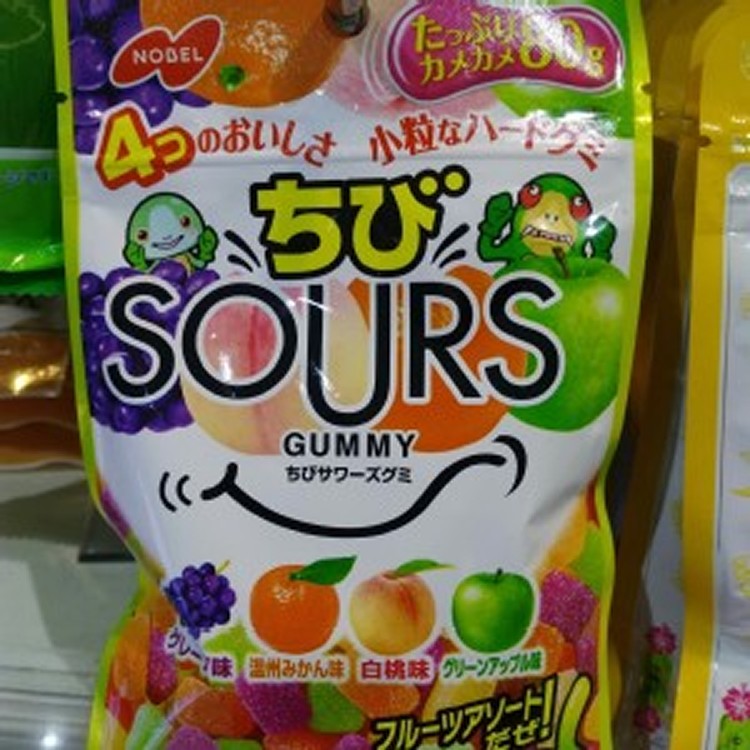 NOBEL
たっぷり
カメカメ80g
4つのおいしさ 小粒なハードグミ
ちび
SOURS
GUMMY
ちびサワーズグミ
温州みかん味 白桃味 グリーンアップル味
フルーツアソート
だぜ!